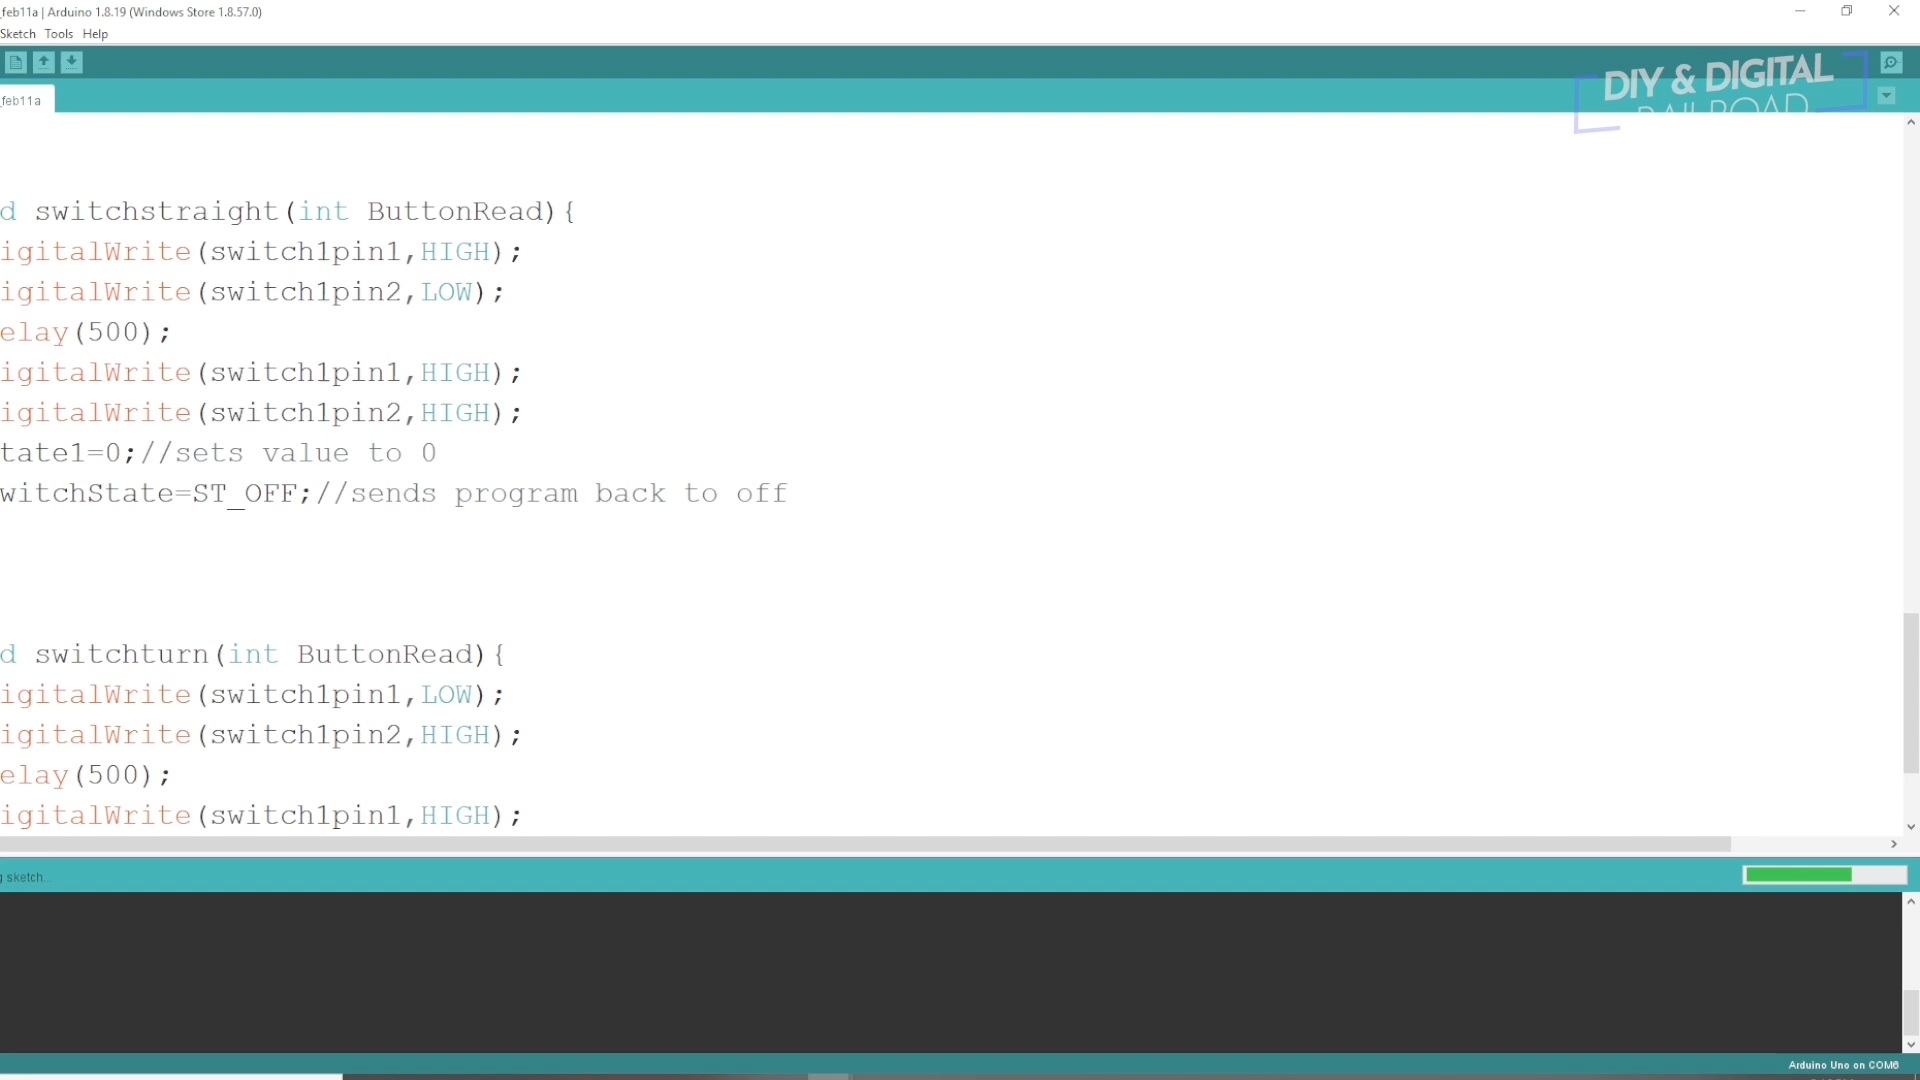 _feb11a | Arduino 1.8.19 (Windows Store 1.8.57.0)
Sketch Tools Help
DIY & DIGITAL
RAILROAD
_feb11a
d switchstraight(int ButtonRead){
igitalWrite(switch1pin1,HIGH);
igitalWrite(switch1pin2,LOW);
elay(500);
igitalWrite(switch1pin1,HIGH);
igitalWrite(switch1pin2,HIGH);
tate1=0;//sets value to 0
witchState=ST_OFF;//sends program back to off
d switchturn(int ButtonRead){
igitalWrite(switch1pin1,LOW);
igitalWrite(switch1pin2,HIGH);
elay(500);
igitalWrite(switch1pin1,HIGH);
g sketch...
Arduino Uno on COM6